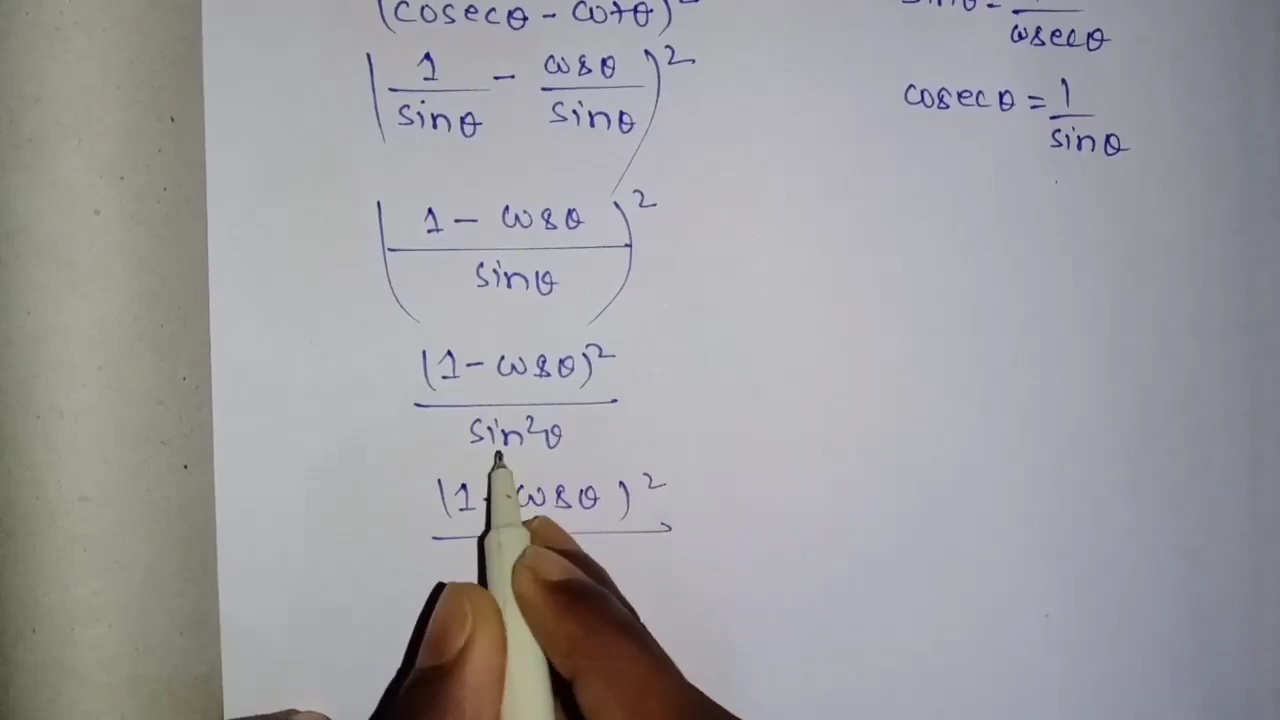 (cosecθ - cotθ)²
(1/sinθ - cosθ/sinθ)²
(1 - cosθ/sinθ)²
(1 - cosθ)²
sin²θ
(1 - cosθ)²
cosecθ
cosecθ = 1/sinθ